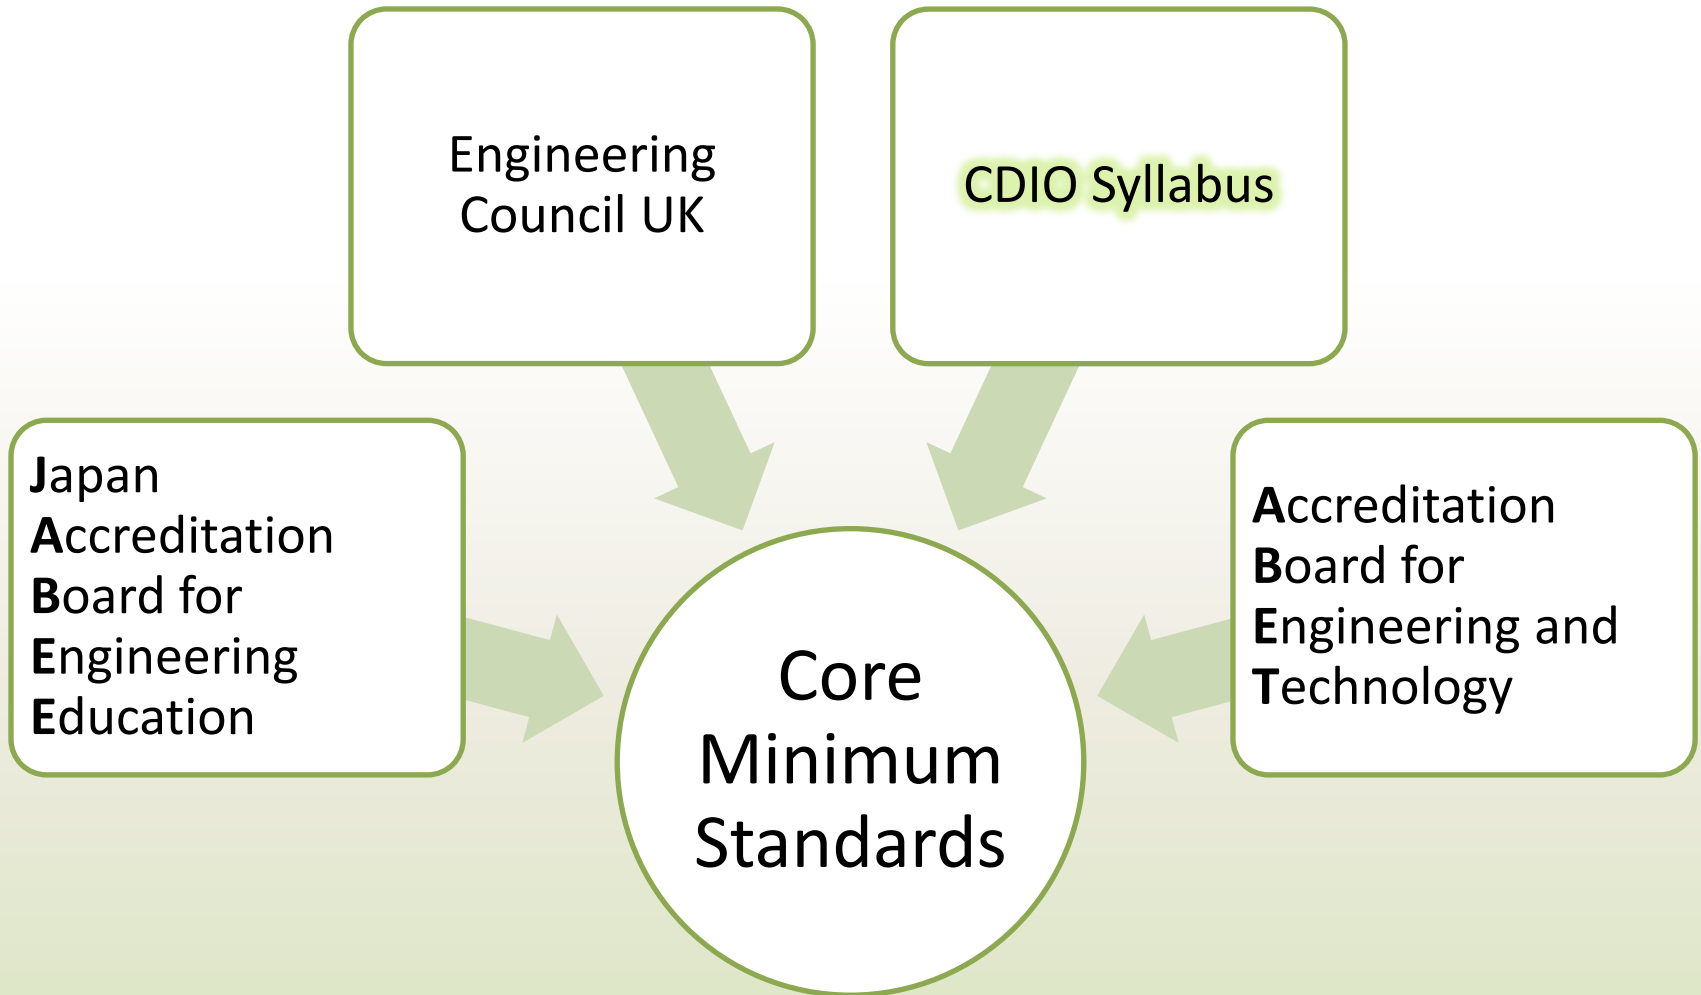 Engineering
Council UK
CDIO Syllabus
Japan
Accreditation
Board for
Engineering
Education
Accreditation
Board for
Engineering and
Technology
Core
Minimum
Standards